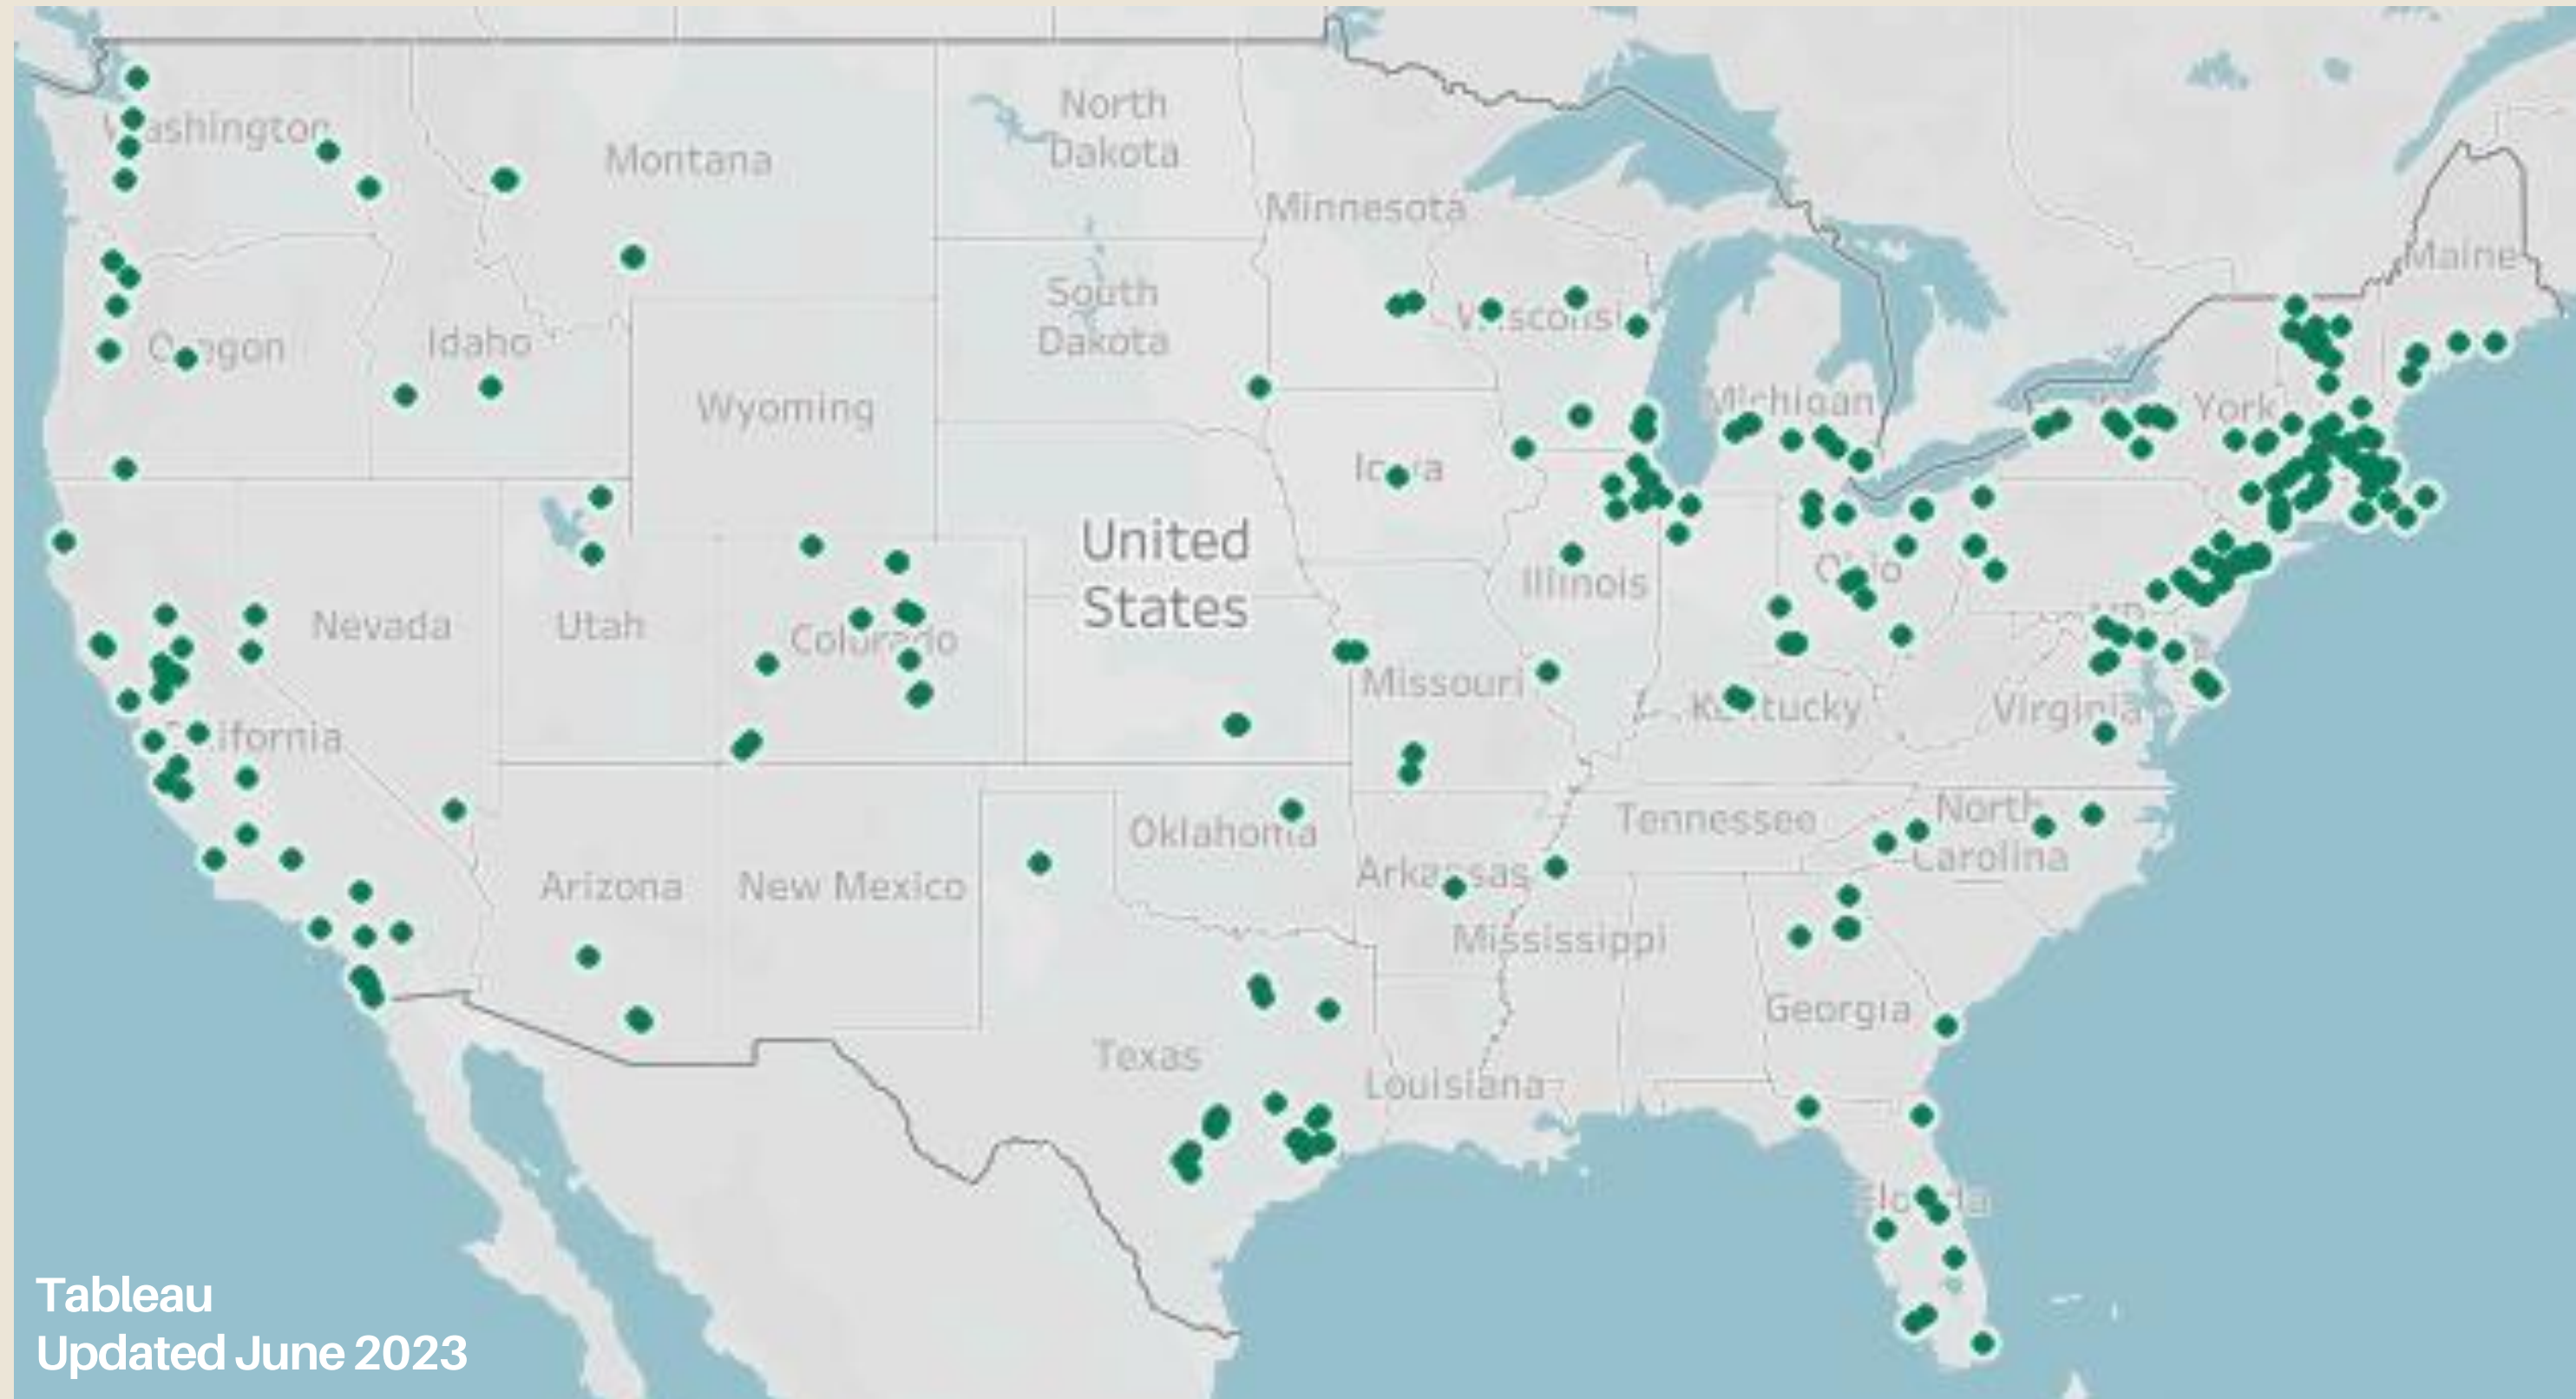 North
Dakota
Washington
Montana
Minnesota
Maine
South
Dakota
Wisconsin
Oregon
Idaho
Wyoming
Michigan
York
Iowa
United
States
Ohio
Illinois
Nevada
Utah
Colorado
MD
Missouri
Kentucky
Virginia
California
Oklahoma
Tennessee
North
Carolina
Arizona
New Mexico
Arkansas
Mississippi
Georgia
Texas
Louisiana
Florida
Tableau
Updated June 2023